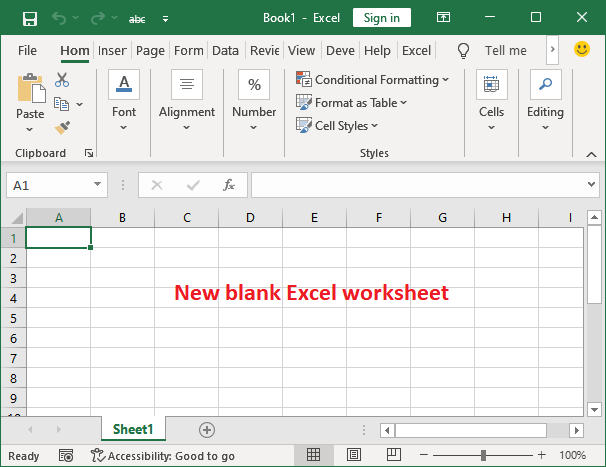 abc
Book1 - Excel
Sign in
File Hom Inser Page Form Data Revie View Deve Help Excel Tell me
Paste
Font
Alignment
%
Number
Conditional Formatting
Format as Table
Cell Styles
Cells
Editing
Clipboard
Styles
A1
fx
A B C D E F G H I
1
2
3
4
5
6
7
8
9
New blank Excel worksheet
Sheet1
Ready
Accessibility: Good to go
100%